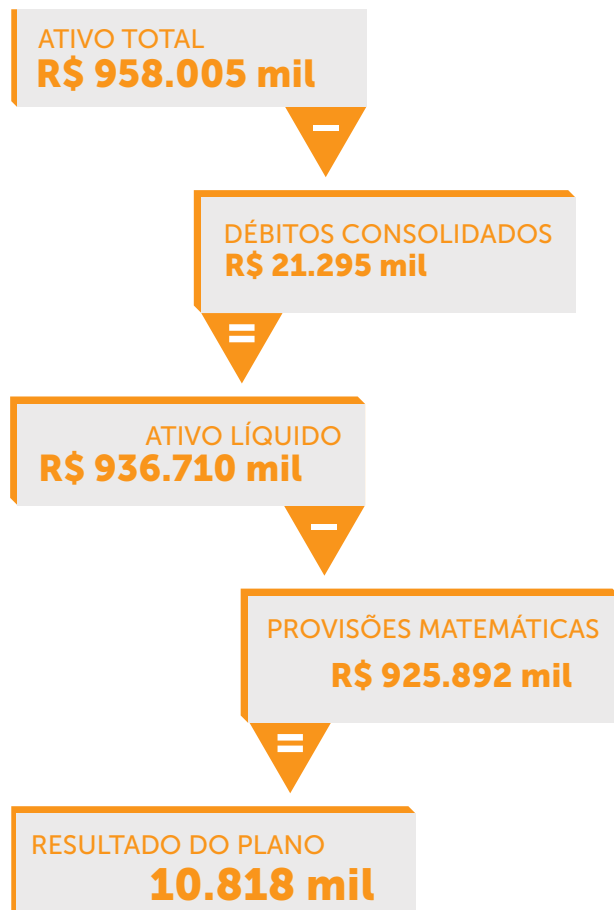 ATIVO TOTAL
R$ 958.005 mil
–
DÉBITOS CONSOLIDADOS
R$ 21.295 mil
=
ATIVO LÍQUIDO
R$ 936.710 mil
–
PROVISÕES MATEMÁTICAS
R$ 925.892 mil
=
RESULTADO DO PLANO
10.818 mil